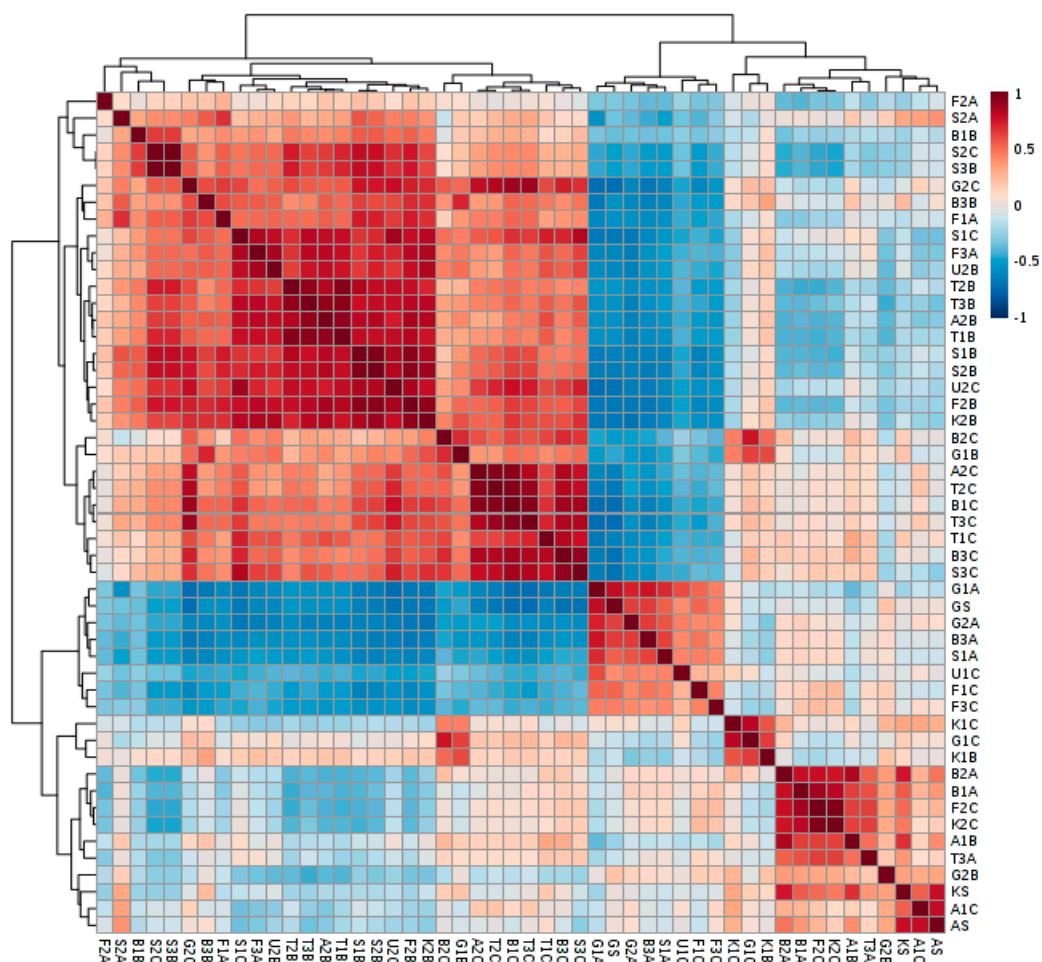 F2A
S2A
B1B
S2C
S3B
G2C
B3B
F1A
S1C
F3A
U2B
T2B
T3B
A2B
T1B
S1B
S2B
U2C
F2B
K2B
B2C
G1B
A2C
T2C
B1C
T3C
T1C
B3C
S3C
G1A
GS
G2A
B3A
S1A
U1C
F1C
F3C
K1C
G1C
K1B
B2A
B1A
F2C
K2C
A1B
T3A
G2B
KS
A1C
AS
1
0.5
0
-0.5
-1
F2A S2A B1B S2C S3B G2C B3B F1A S1C F3A U2B T2B T3B A2B T1B S1B S2B U2C F2B K2B B2C G1B A2C T2C B1C T3C T1C B3C S3C G1A GS G2A B3A S1A U1C F1C F3C K1C G1C K1B B2A B1A F2C K2C A1B T3A G2B KS A1C AS